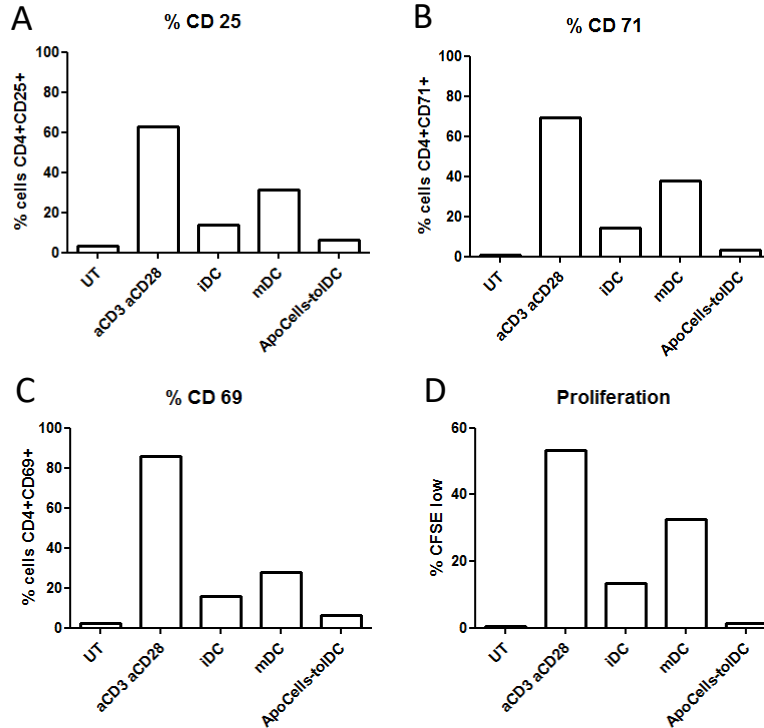 A
% CD 25
% cells CD4+CD25+
100
80
60
40
20
0
UT
aCD3 aCD28
iDC
mDC
ApoCells-tolDC
B
% CD 71
% cells CD4+CD71+
100
80
60
40
20
0
UT
aCD3 aCD28
iDC
mDC
ApoCells-tolDC
C
% CD 69
% cells CD4+CD69+
100
80
60
40
20
0
UT
aCD3 aCD28
iDC
mDC
ApoCells-tolDC
D
Proliferation
% CFSE low
60
40
20
0
UT
aCD3 aCD28
iDC
mDC
ApoCells-tolDC